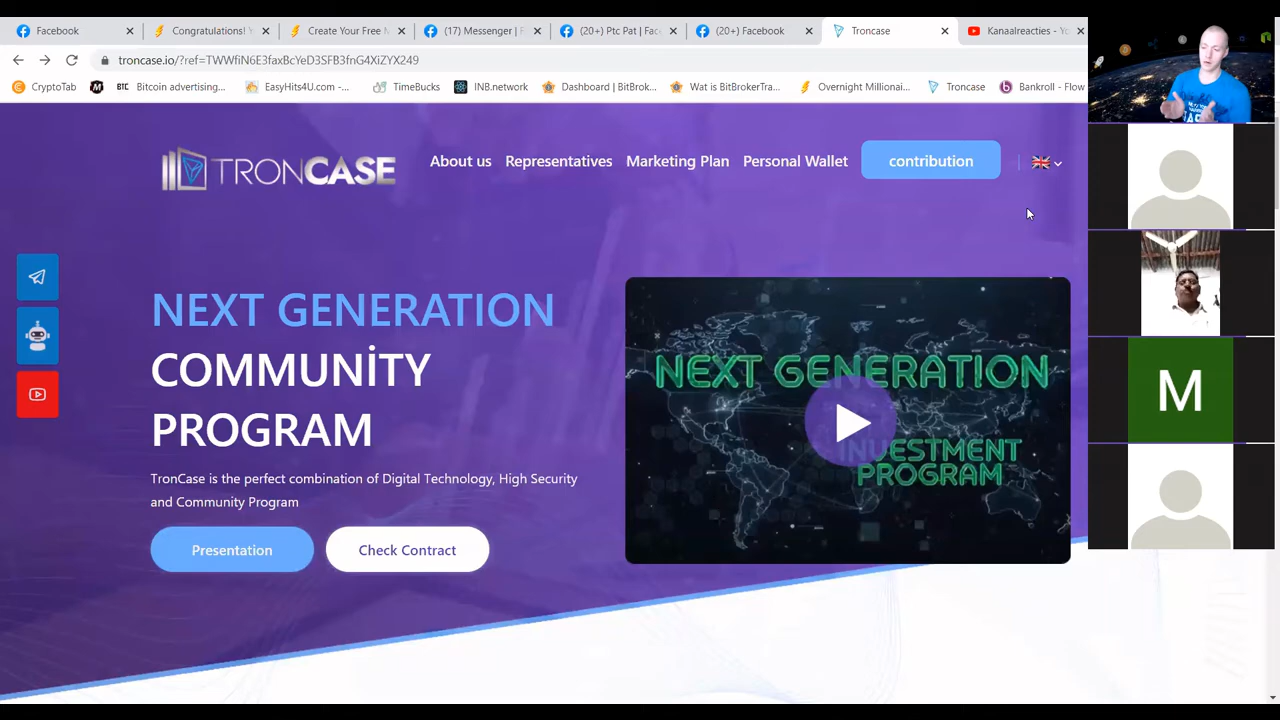 Facebook
Congratulations! Y
Create Your Free M
(17) Messenger | F
(20+) Ptc Pat | Fac
(20+) Facebook
Troncase
Kanaalreacties - Yo
troncase.io/?ref=TWWfiN6E3faxBcYeD3SFB3fnG4XiZYX249
CryptoTab
BTC Bitcoin advertising...
EasyHits4U.com -...
TimeBucks
INB.network
Dashboard | BitBrok...
Wat is BitBrokerTra...
Overnight Millionai...
Troncase
Bankroll - Flow
TRONCASE
About us
Representatives
Marketing Plan
Personal Wallet
contribution
NEXT GENERATION
COMMUNİTY
PROGRAM
TronCase is the perfect combination of Digital Technology, High Security
and Community Program
Presentation
Check Contract
NEXT GENERATION
INVESTMENT
PROGRAM
M